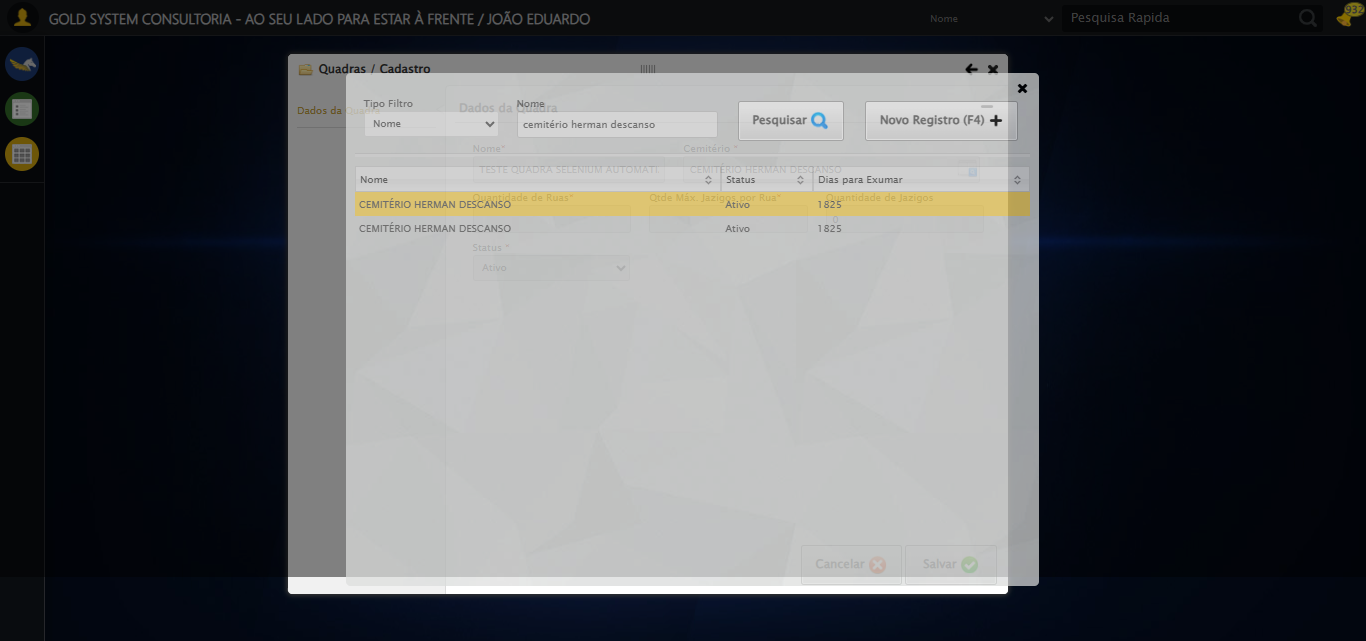 GOLD SYSTEM CONSULTORIA - AO SEU LADO PARA ESTAR À FRENTE / JOÃO EDUARDO
Nome
Pesquisa Rapida
932
Quadras / Cadastro
Dados da Quadra
Dados da Quadra
Tipo Filtro
Nome
Nome
cemitério herman descanso
Pesquisar
Novo Registro (F4)
Nome*
Cemitério *
TESTE QUADRA SELENIUM AUTOMATI
CEMITÉRIO HERMAN DESCANSO
Nome
Status
Dias para Exumar
Quantidade de Ruas*
Qtde Máx. Jazigos por Rua*
Quantidade de Jazigos
CEMITÉRIO HERMAN DESCANSO
Ativo
1825
0
CEMITÉRIO HERMAN DESCANSO
Ativo
1825
Status *
Ativo
Cancelar
Salvar